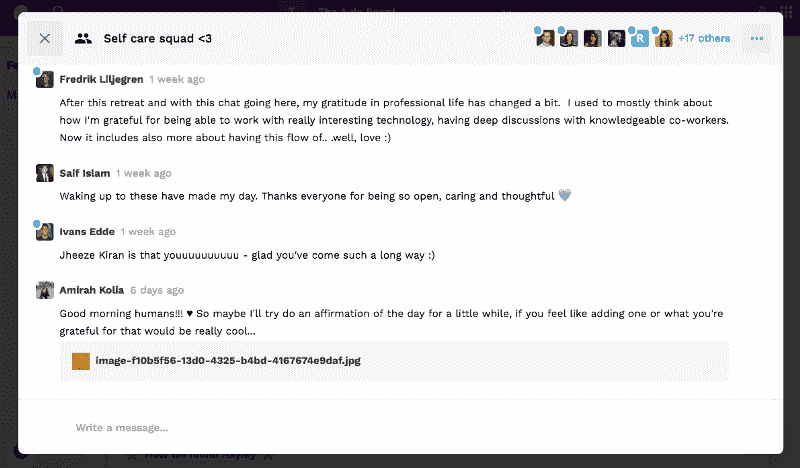 The Aula Board
Self care squad <3
R
+17 others
Fredrik Liljegren 1 week ago
After this retreat and with this chat going here, my gratitude in professional life has changed a bit. I used to mostly think about
how I'm grateful for being able to work with really interesting technology, having deep discussions with knowledgeable co-workers.
Now it includes also more about having this flow of.. .well, love :)
Saif Islam 1 week ago
Waking up to these have made my day. Thanks everyone for being so open, caring and thoughtful 🩵
Ivans Edde 1 week ago
Jheeze Kiran is that youuuuuuuuuu - glad you've come such a long way :)
Amirah Kolia 6 days ago
Good morning humans!!! ♥ So maybe I'll try do an affirmation of the day for a little while, if you feel like adding one or what you're
grateful for that would be really cool...
image-f10b5f56-13d0-4325-b4bd-4167674e9daf.jpg
Write a message...